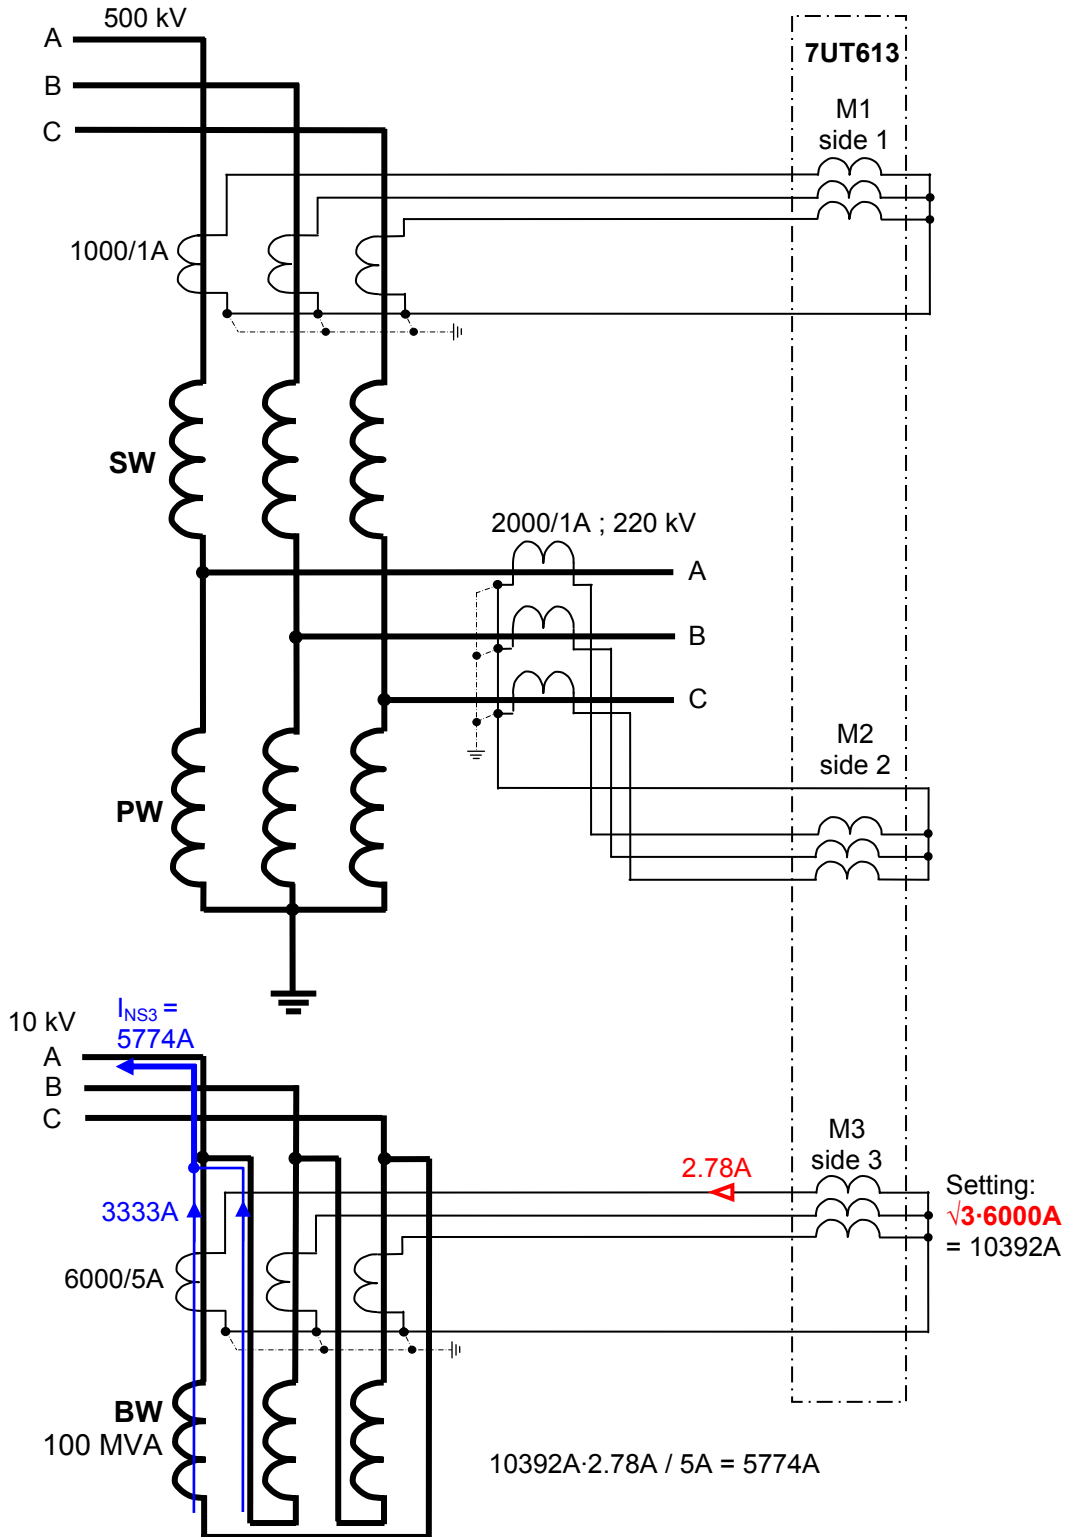 500 kV
A
B
C
7UT613
M1
side 1
1000/1A
SW
2000/1A ; 220 kV
A
B
C
M2
side 2
PW
10 kV
I_NS3 =
5774A
A
B
C
M3
side 3
2.78A
Setting:
√3·6000A
= 10392A
3333A
6000/5A
BW
100 MVA
10392A·2.78A / 5A = 5774A